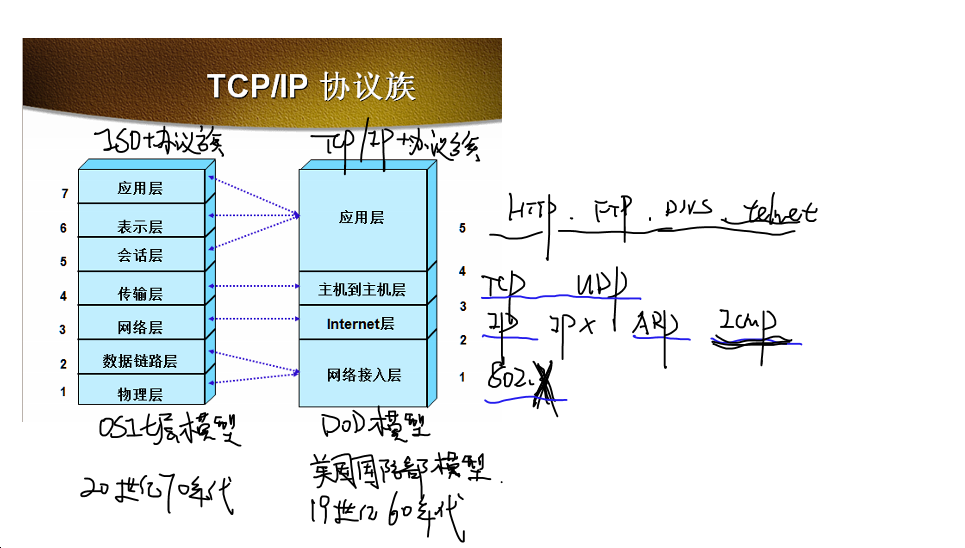 TCP/IP 协议族
ISO+协议族
TCP/IP+协议族
7 应用层
6 表示层
5 会话层
4 传输层
3 网络层
2 数据链路层
1 物理层
应用层
主机到主机层
Internet层
网络接入层
5 HTTP. FTP. DNS. telnet
4 TCP UDP
3
2 IP IPX ARP ICMP
1 802.X
OSI七层模型
20世纪70年代
DOD模型
美国国防部模型.
19世纪60年代